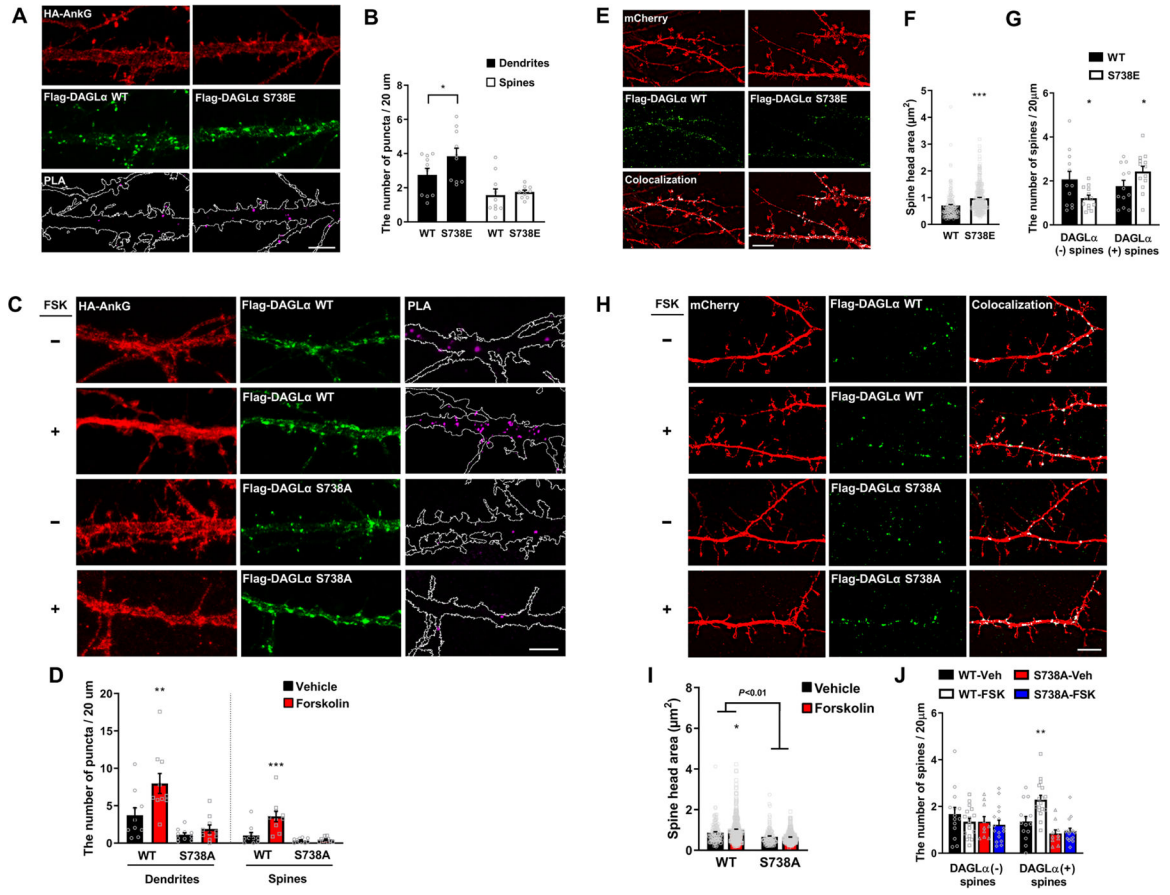 A
HA-AnkG
Flag-DAGLα WT
Flag-DAGLα S738E
PLA
B
Dendrites
Spines
The number of puncta / 20 um
8
6
4
2
0
*
WT S738E WT S738E
C
FSK
HA-AnkG
Flag-DAGLα WT
PLA
–
Flag-DAGLα WT
+
Flag-DAGLα S738A
–
Flag-DAGLα S738A
+
D
Vehicle
Forskolin
The number of puncta / 20 um
20
15
10
5
0
**
***
WT S738A WT S738A
Dendrites Spines
E
mCherry
Flag-DAGLα WT
Flag-DAGLα S738E
Colocalization
F
Spine head area (µm²)
5
4
3
2
1
0
***
WT S738E
G
WT
S738E
The number of spines / 20µm
6
4
2
0
*
*
DAGLα DAGLα
(-) spines (+) spines
H
FSK
mCherry
Flag-DAGLα WT
Colocalization
–
Flag-DAGLα WT
+
Flag-DAGLα S738A
–
Flag-DAGLα S738A
+
I
Vehicle
Forskolin
Spine head area (µm²)
8
6
4
2
0
P<0.01
*
WT S738A
J
WT-Veh S738A-Veh
WT-FSK S738A-FSK
The number of spines / 20µm
6
4
2
0
**
DAGLα(-) DAGLα(+)
spines spines